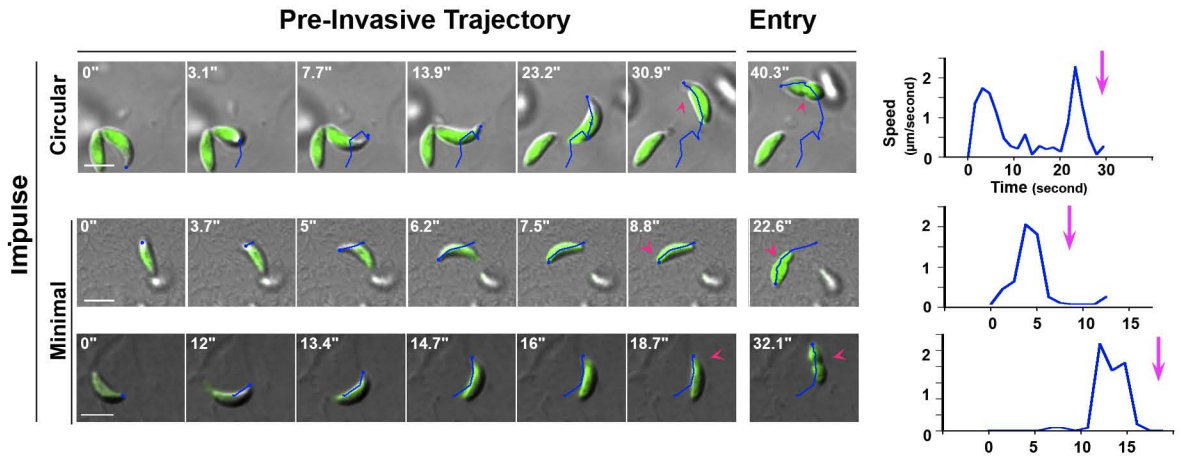 Pre-Invasive Trajectory
Entry
Impulse
Circular
0" 3.1" 7.7" 13.9" 23.2" 30.9" 40.3"
Speed
(µm/second)
2
1
0
0 10 20 30 40
Time (second)
Minimal
0" 3.7" 5" 6.2" 7.5" 8.8" 22.6"
2
1
0
0 5 10 15
0" 12" 13.4" 14.7" 16" 18.7" 32.1"
2
1
0
0 5 10 15